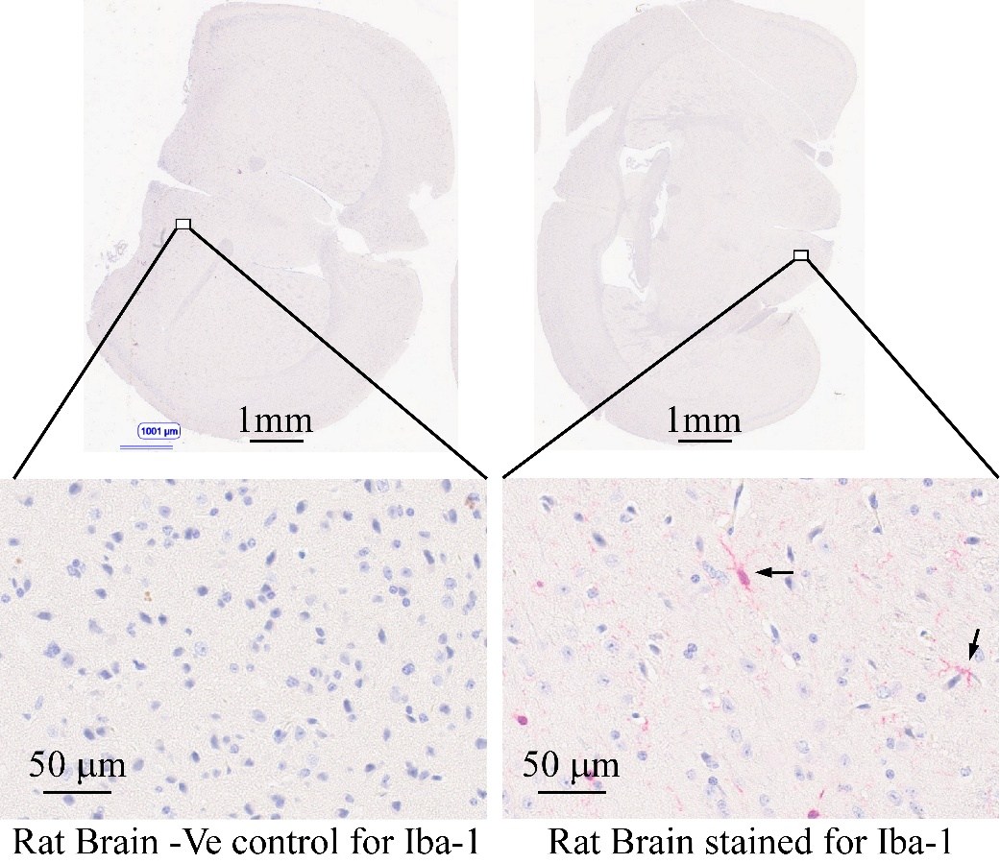 1001 µm
1mm
1mm
50 µm
50 µm
Rat Brain -Ve control for Iba-1
Rat Brain stained for Iba-1